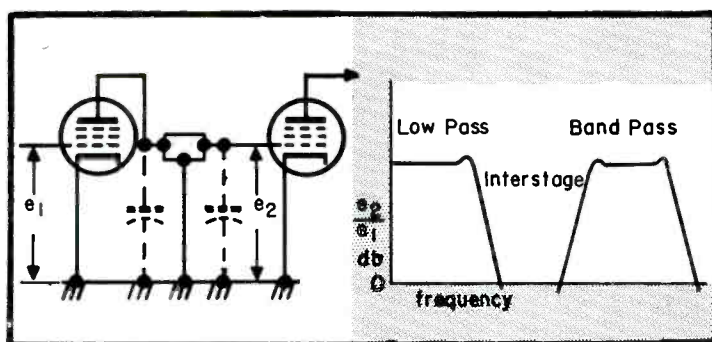 e1
e2
Low Pass
Band Pass
Interstage
e2
e1
db
0
frequency